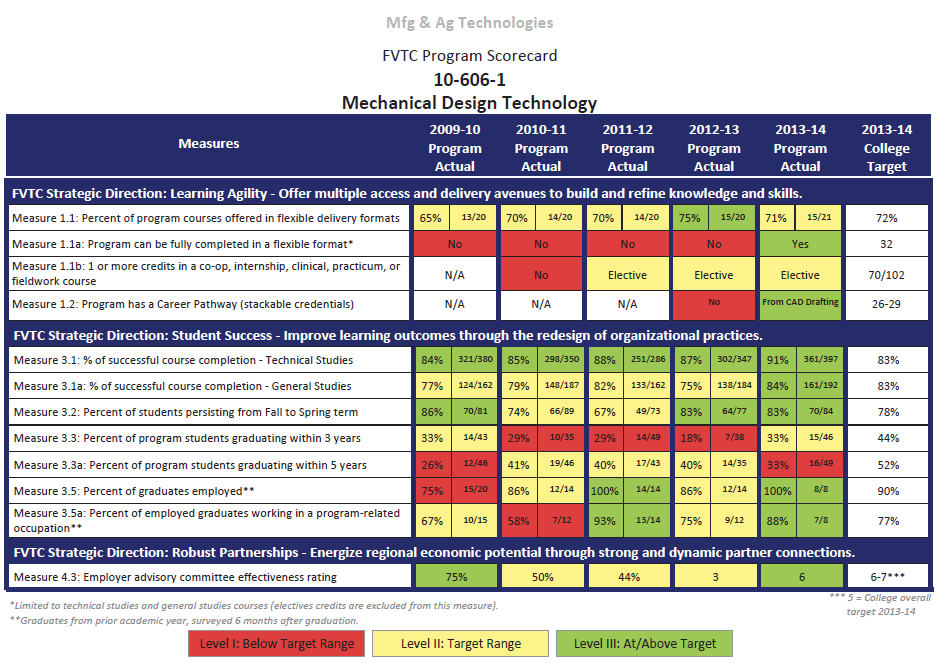 Mfg & Ag Technologies
FVTC Program Scorecard
10-606-1
Mechanical Design Technology
Measures 2009-10 Program Actual 2010-11 Program Actual 2011-12 Program Actual 2012-13 Program Actual 2013-14 Program Actual 2013-14 College Target
FVTC Strategic Direction: Learning Agility - Offer multiple access and delivery avenues to build and refine knowledge and skills.
Measure 1.1: Percent of program courses offered in flexible delivery formats 65% 13/20 70% 14/20 70% 14/20 75% 15/20 71% 15/21 72%
Measure 1.1a: Program can be fully completed in a flexible format* No No No No Yes 32
Measure 1.1b: 1 or more credits in a co-op, internship, clinical, practicum, or
fieldwork course N/A No Elective Elective Elective 70/102
Measure 1.2: Program has a Career Pathway (stackable credentials) N/A N/A N/A No From CAD Drafting 26-29
FVTC Strategic Direction: Student Success - Improve learning outcomes through the redesign of organizational practices.
Measure 3.1: % of successful course completion - Technical Studies 84% 321/380 85% 298/350 88% 251/286 87% 302/347 91% 361/397 83%
Measure 3.1a: % of successful course completion - General Studies 77% 124/162 79% 148/187 82% 133/162 75% 138/184 84% 161/192 83%
Measure 3.2: Percent of students persisting from Fall to Spring term 86% 70/81 74% 66/89 67% 49/73 83% 64/77 83% 70/84 78%
Measure 3.3: Percent of program students graduating within 3 years 33% 14/43 29% 10/35 29% 14/49 18% 7/38 33% 15/46 44%
Measure 3.3a: Percent of program students graduating within 5 years 26% 12/46 41% 19/46 40% 17/43 40% 14/35 33% 16/49 52%
Measure 3.5: Percent of graduates employed** 75% 15/20 86% 12/14 100% 14/14 86% 12/14 100% 8/8 90%
Measure 3.5a: Percent of employed graduates working in a program-related
occupation** 67% 10/15 58% 7/12 93% 13/14 75% 9/12 88% 7/8 77%
FVTC Strategic Direction: Robust Partnerships - Energize regional economic potential through strong and dynamic partner connections.
Measure 4.3: Employer advisory committee effectiveness rating 75% 50% 44% 3 6 6-7***
*Limited to technical studies and general studies courses (electives credits are excluded from this measure).
**Graduates from prior academic year, surveyed 6 months after graduation.
*** 5 = College overall
target 2013-14
Level I: Below Target Range Level II: Target Range Level III: At/Above Target